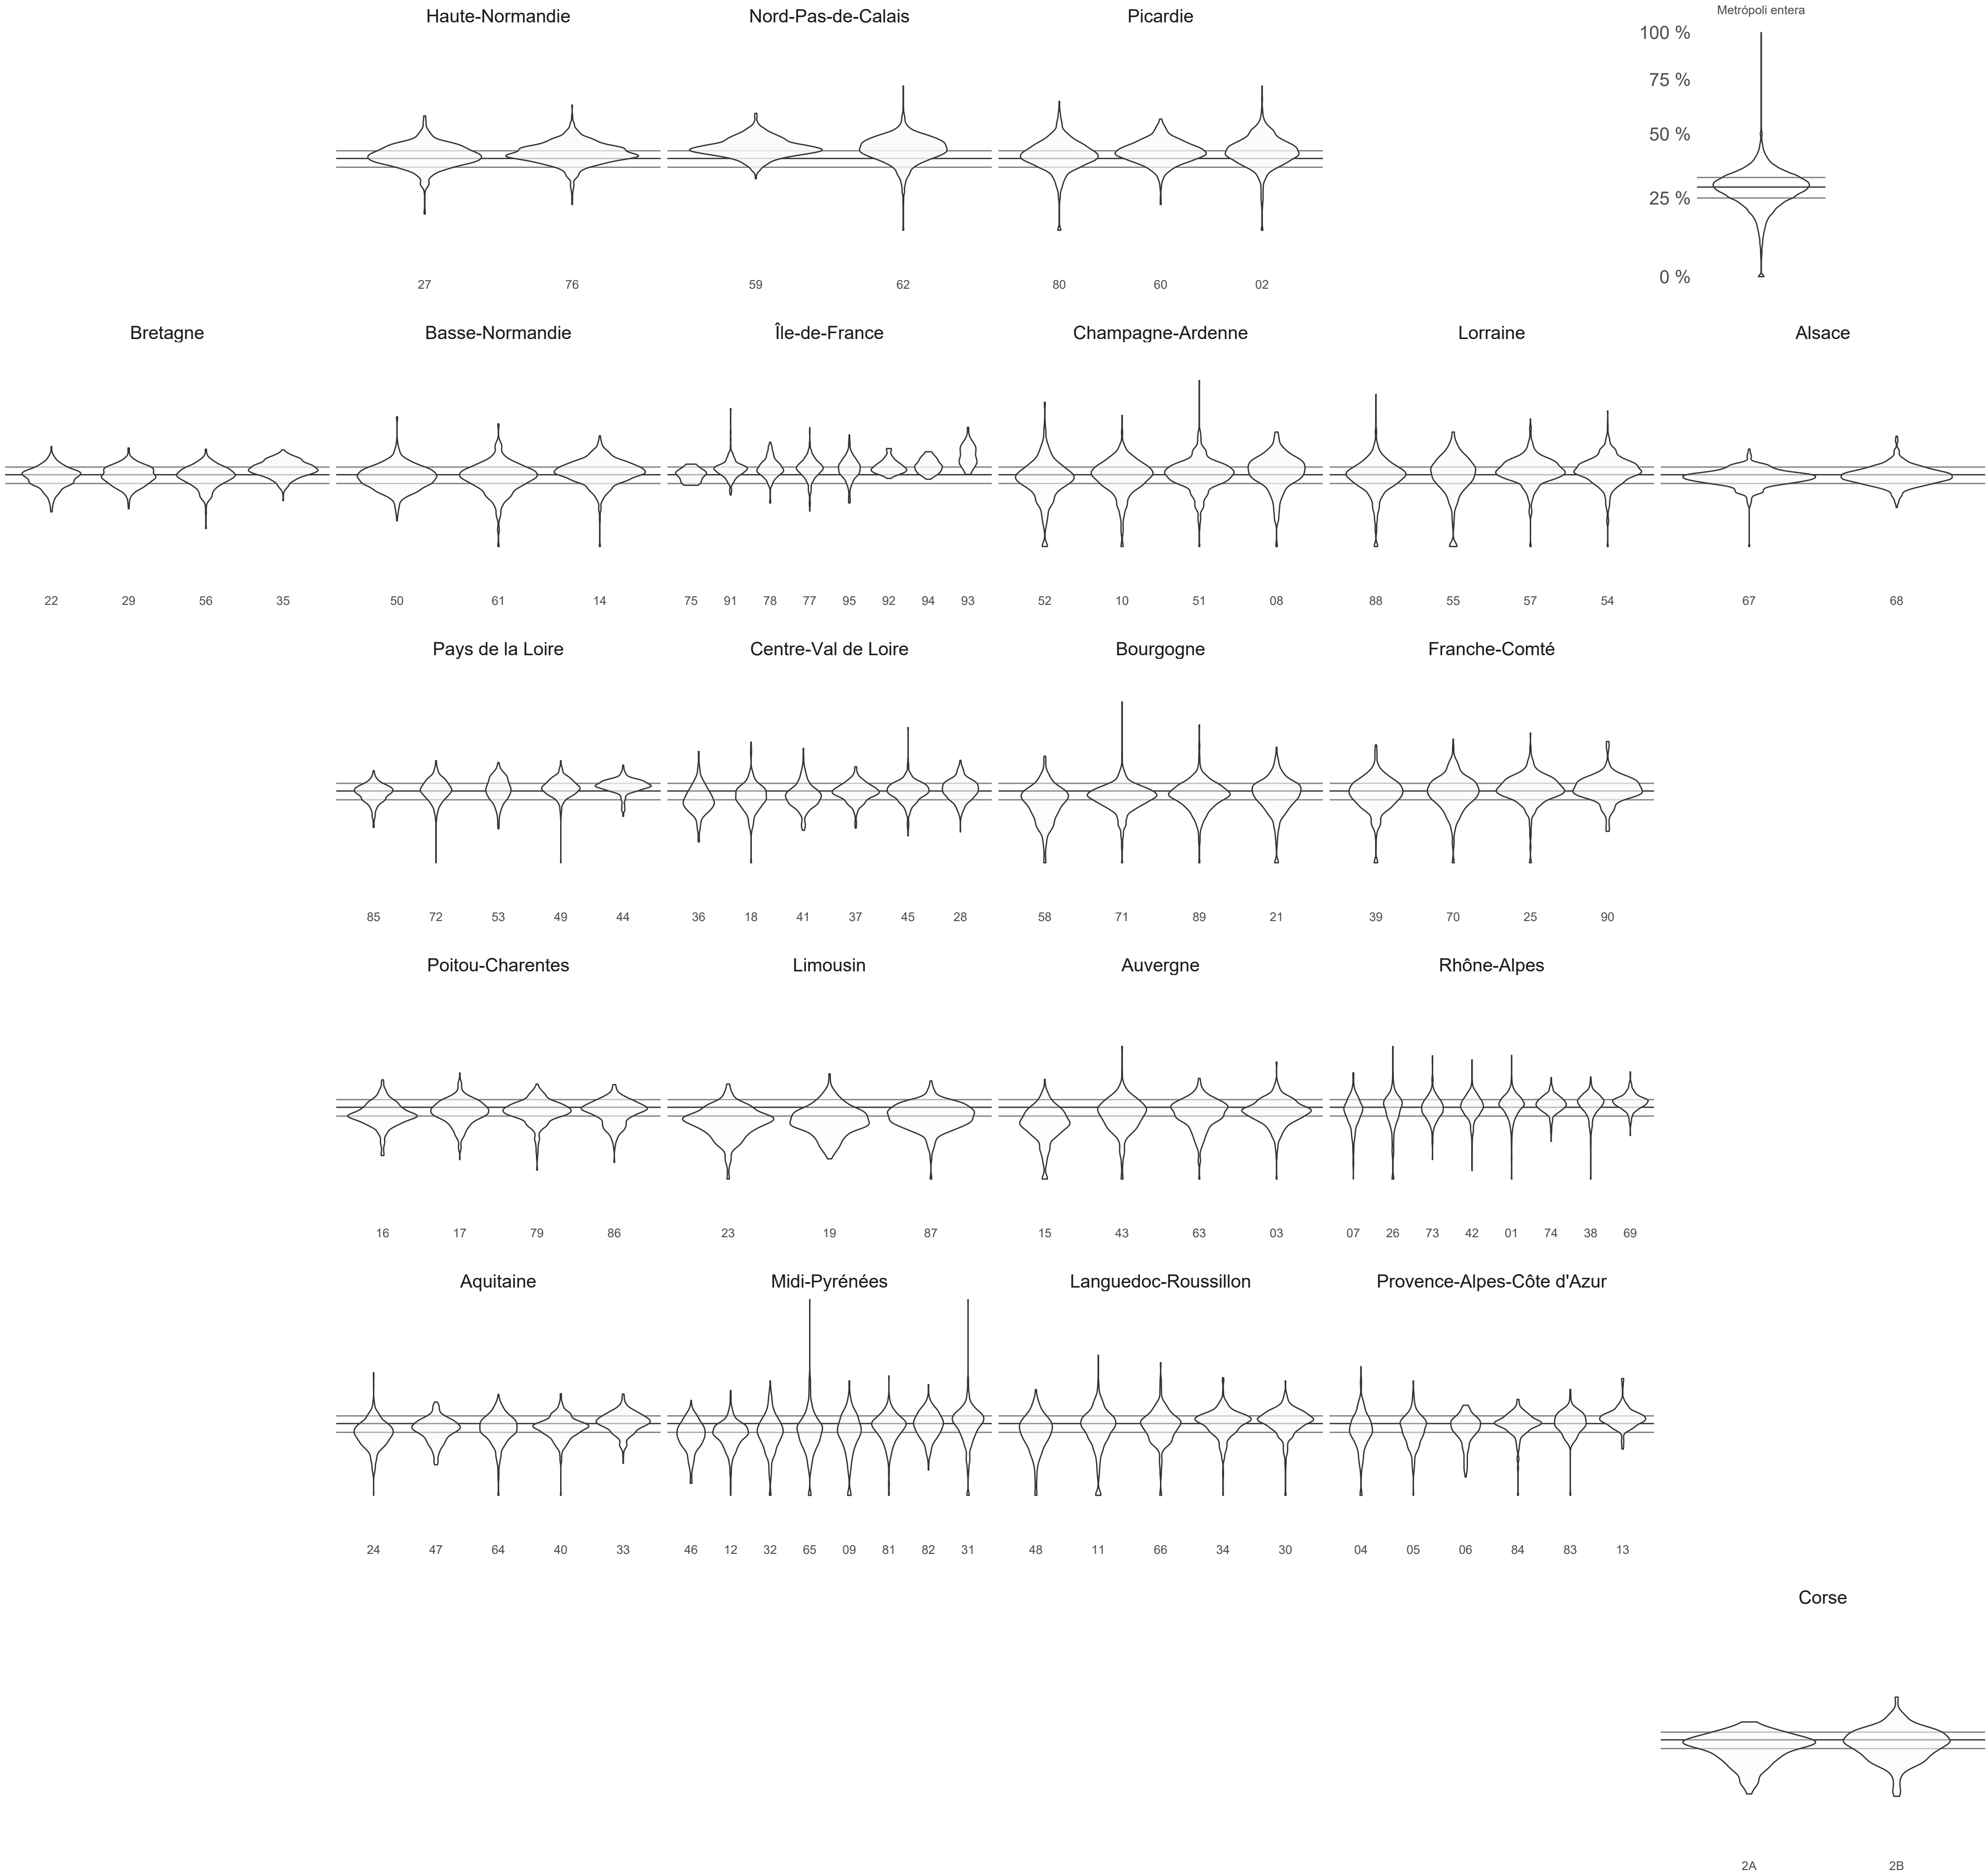 Haute-Normandie Nord-Pas-de-Calais Picardie Metrópoli entera
100 %
75 %
50 %
25 %
0 %
27 76 59 62 80 60 02
Bretagne Basse-Normandie Île-de-France Champagne-Ardenne Lorraine Alsace
22 29 56 35 50 61 14 75 91 78 77 95 92 94 93 52 10 51 08 88 55 57 54 67 68
Pays de la Loire Centre-Val de Loire Bourgogne Franche-Comté
85 72 53 49 44 36 18 41 37 45 28 58 71 89 21 39 70 25 90
Poitou-Charentes Limousin Auvergne Rhône-Alpes
16 17 79 86 23 19 87 15 43 63 03 07 26 73 42 01 74 38 69
Aquitaine Midi-Pyrénées Languedoc-Roussillon Provence-Alpes-Côte d'Azur
24 47 64 40 33 46 12 32 65 09 81 82 31 48 11 66 34 30 04 05 06 84 83 13
Corse
2A 2B